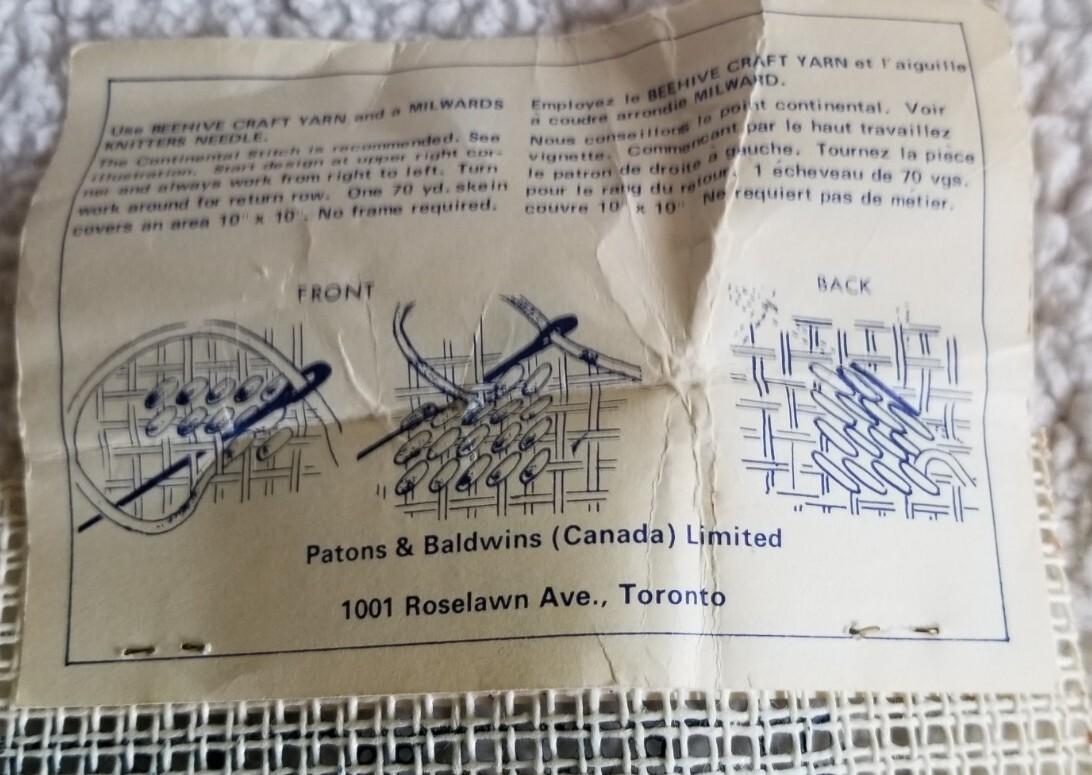 Use BEEHIVE CRAFT YARN and a MILWARDS
KNITTERS NEEDLE.
The Continental Stitch is recommended. See
illustration. Start design at upper right cor-
ner and always work from right to left. Turn
work around for return row. One 70 yd. skein
covers an area 10" x 10". No frame required.
Employez le BEEHIVE CRAFT YARN et l'aiguille
à coudre arrondie MILWARD.
Nous conseillons le point continental. Voir
vignette. Commencant par le haut travaillez
le patron de droite à gauche. Tournez la pièce
pour le rang du retour. 1 écheveau de 70 vgs.
couvre 10" x 10". Ne requiert pas de métier.
FRONT
BACK
Patons & Baldwins (Canada) Limited
1001 Roselawn Ave., Toronto